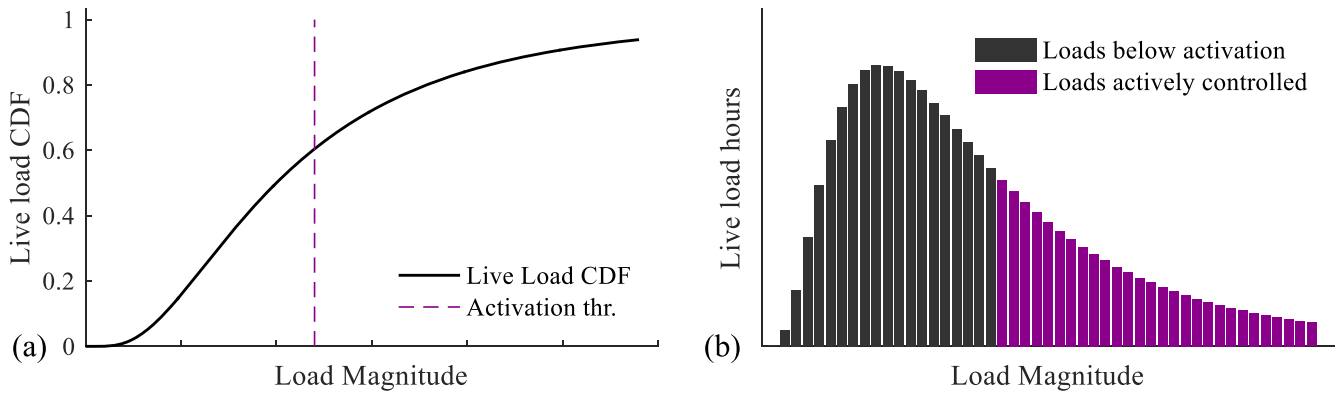 1
0.8
0.6
0.4
0.2
0
Live load CDF
Live Load CDF
Activation thr.
(a)
Load Magnitude
Loads below activation
Loads actively controlled
Live load hours
(b)
Load Magnitude